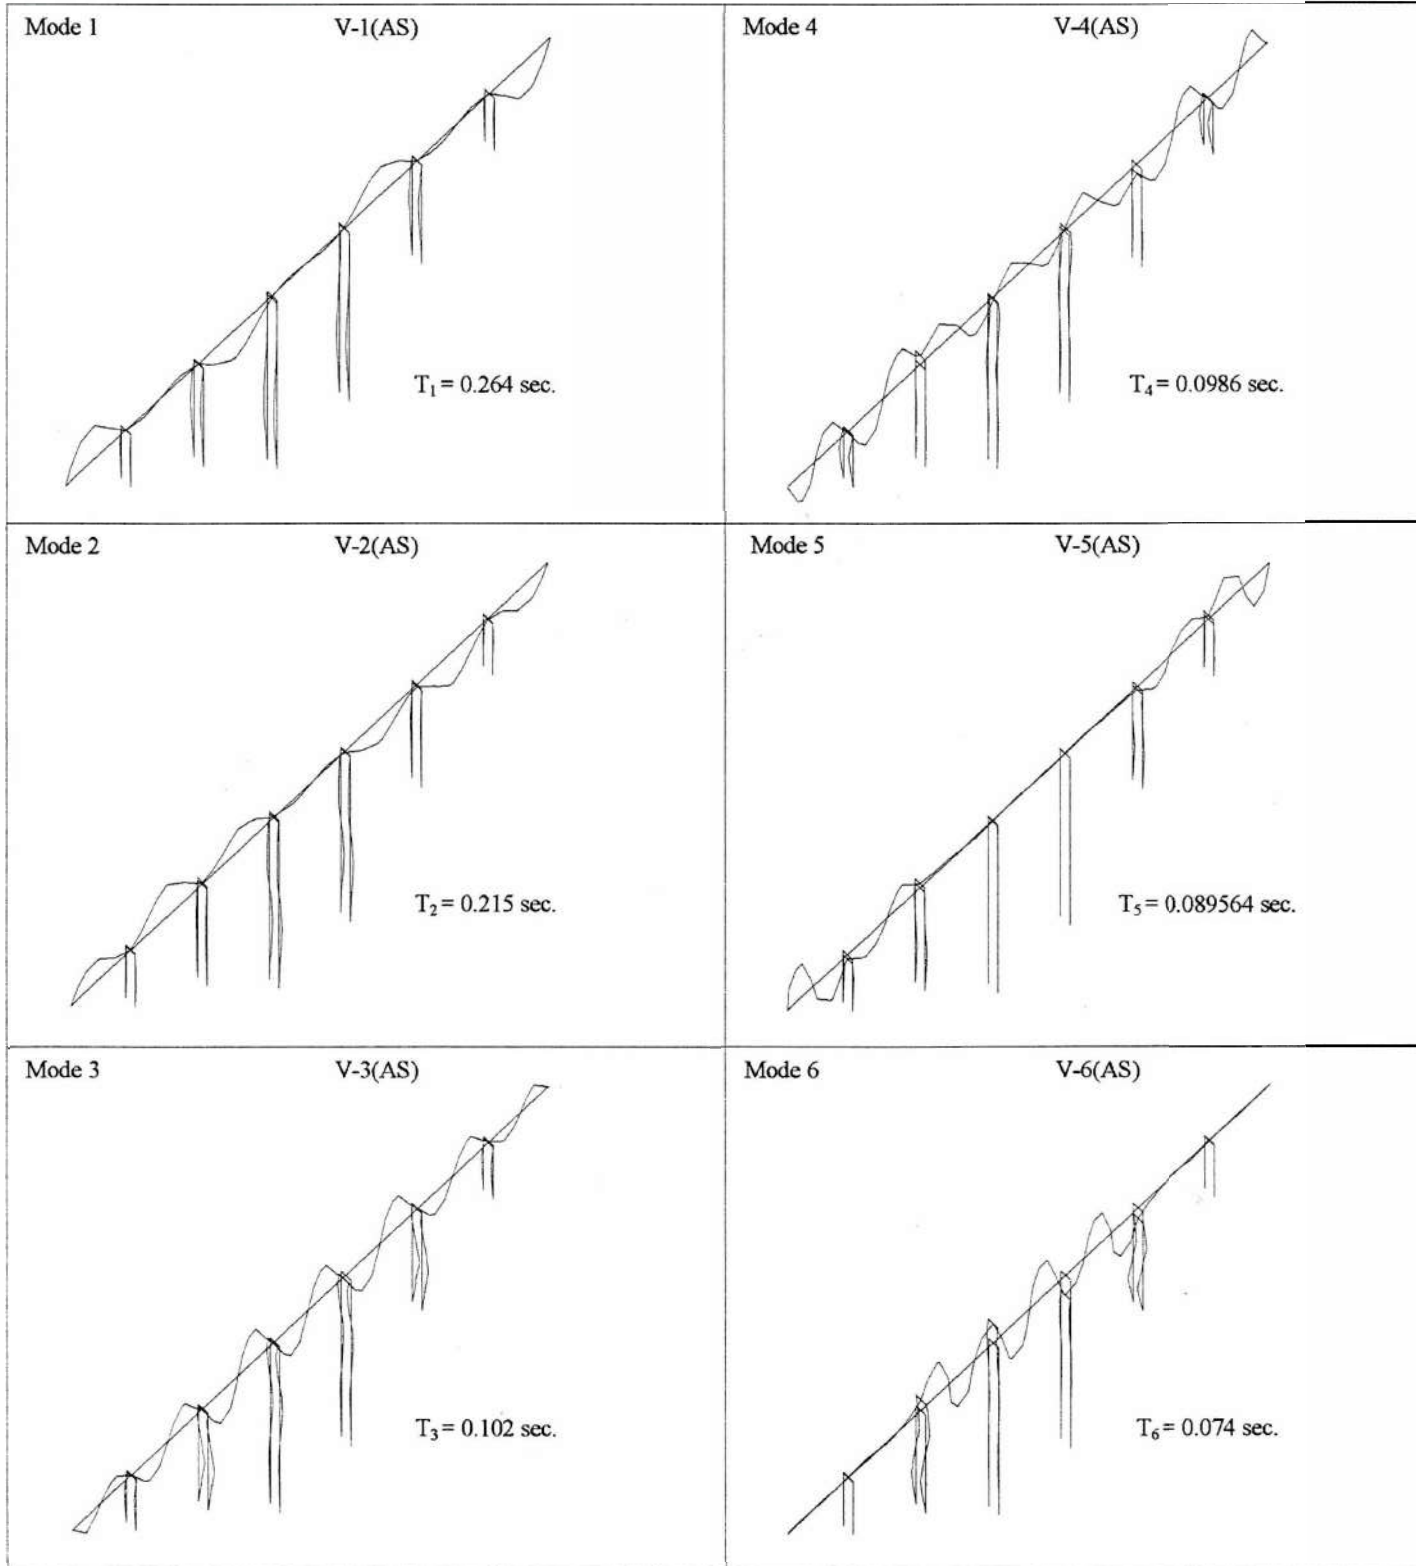 Mode 1 V-1(AS)
T₁ = 0.264 sec.
Mode 4 V-4(AS)
T₄ = 0.0986 sec.
Mode 2 V-2(AS)
T₂ = 0.215 sec.
Mode 5 V-5(AS)
T₅ = 0.089564 sec.
Mode 3 V-3(AS)
T₃ = 0.102 sec.
Mode 6 V-6(AS)
T₆ = 0.074 sec.